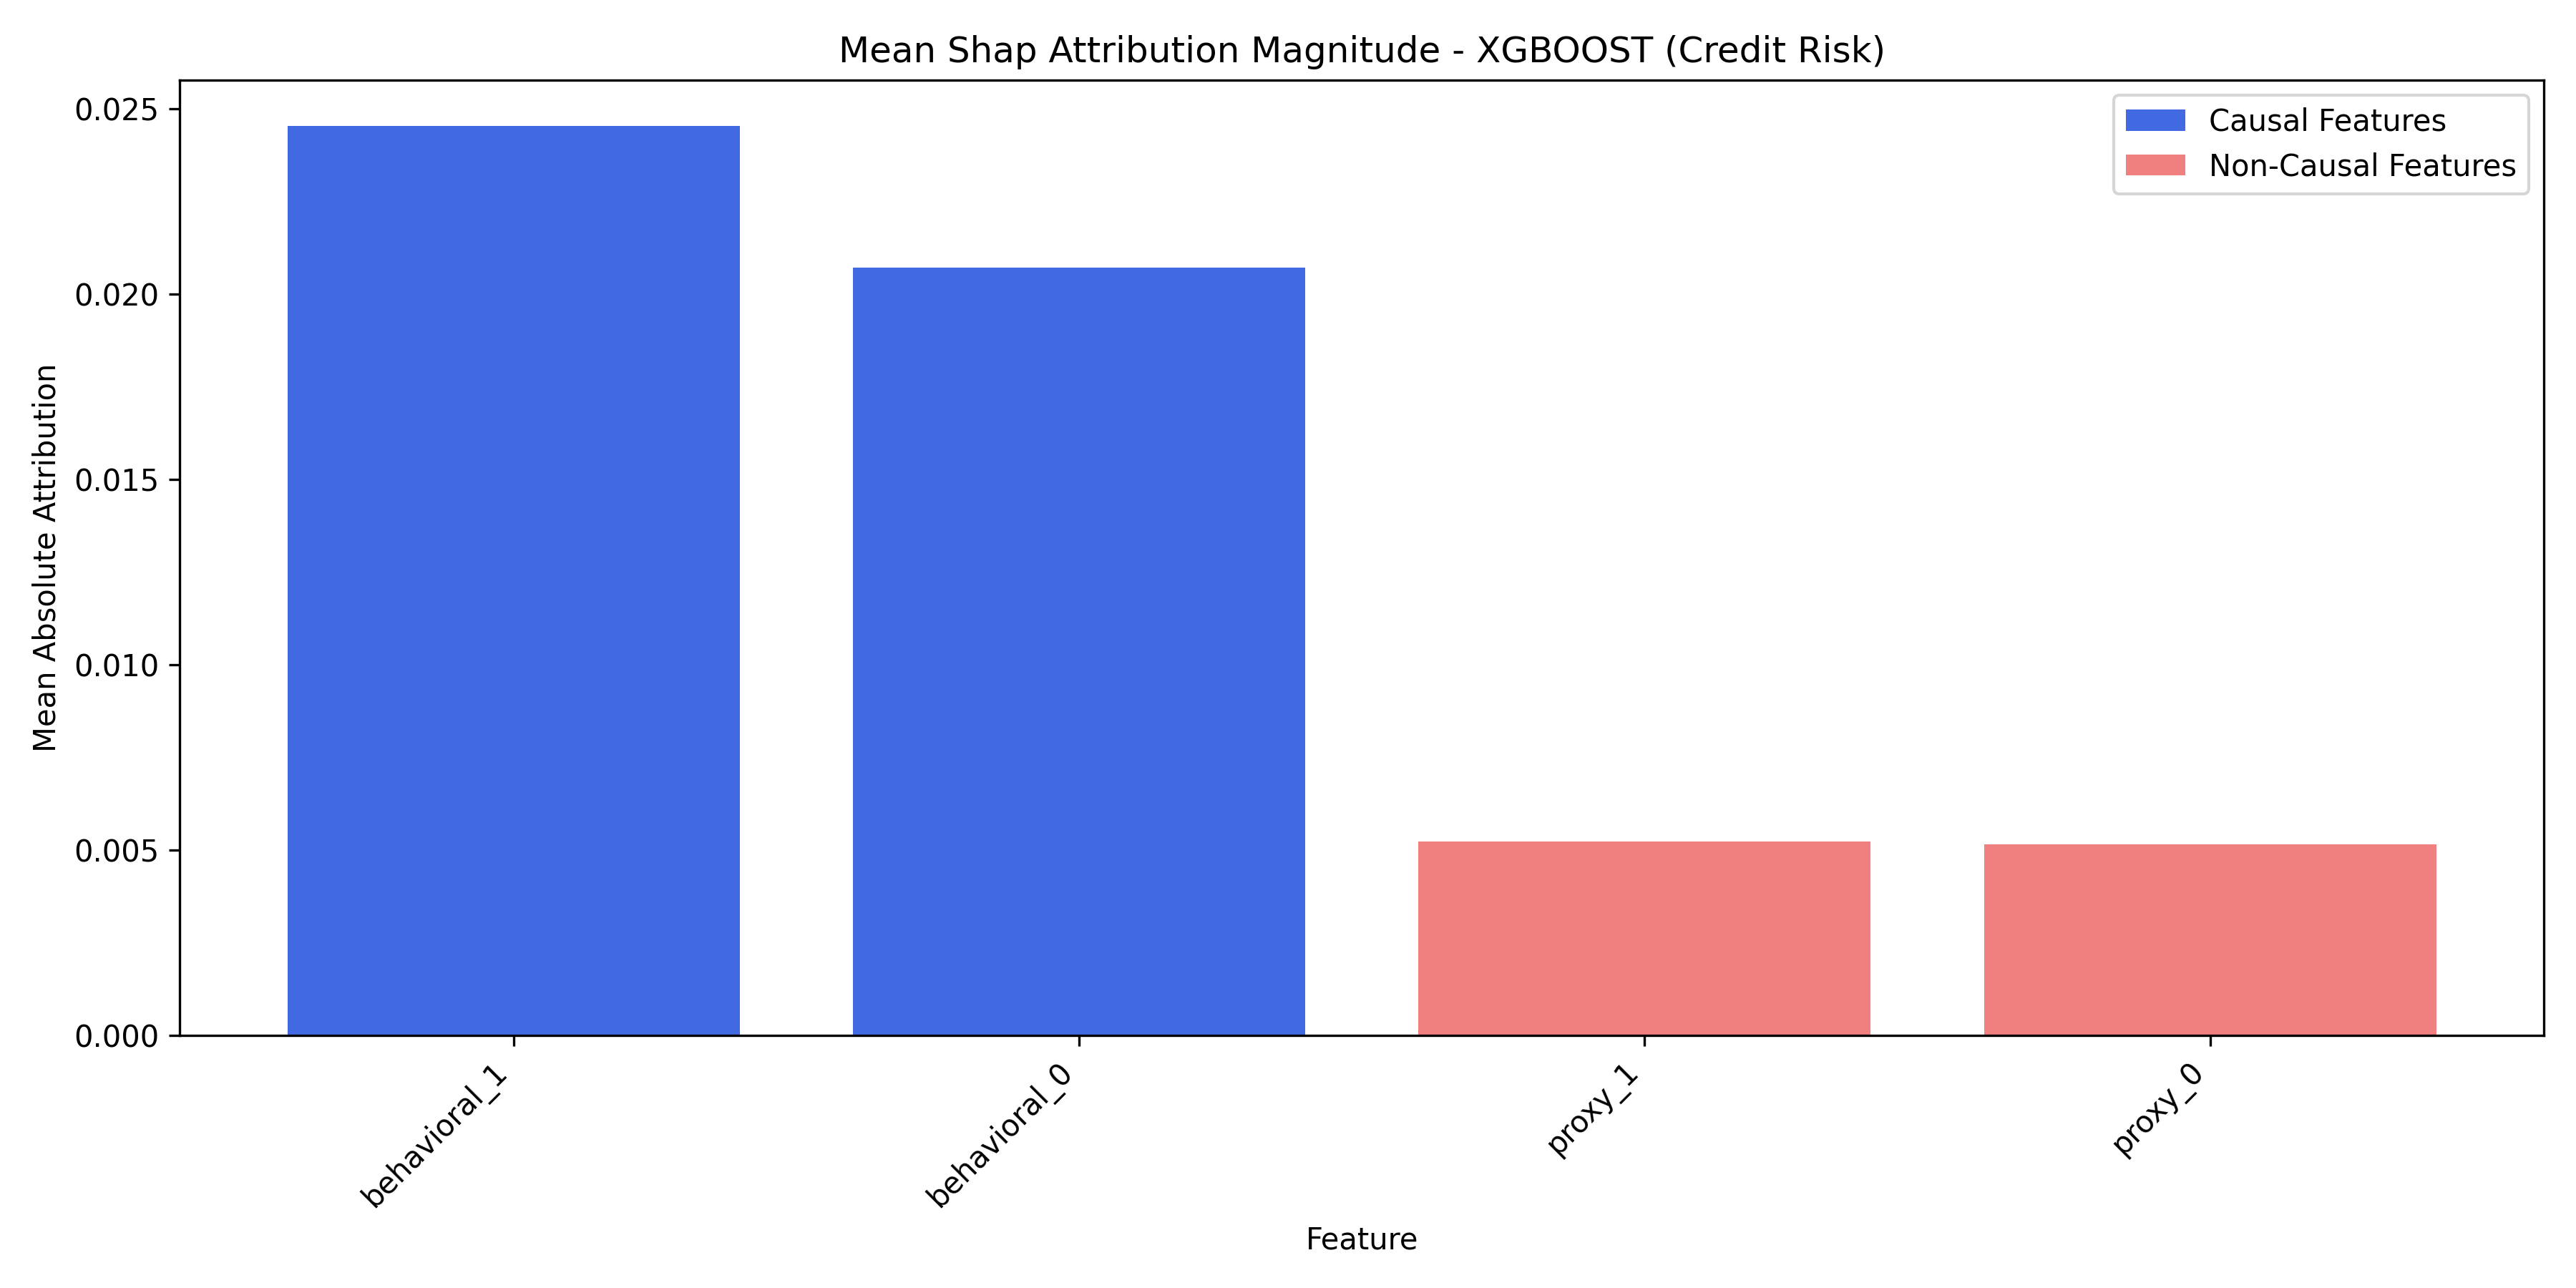 Mean Shap Attribution Magnitude - XGBOOST (Credit Risk)
Causal Features
Non-Causal Features
Mean Absolute Attribution
0.025
0.020
0.015
0.010
0.005
0.000
behavioral_1
behavioral_0
proxy_1
proxy_0
Feature